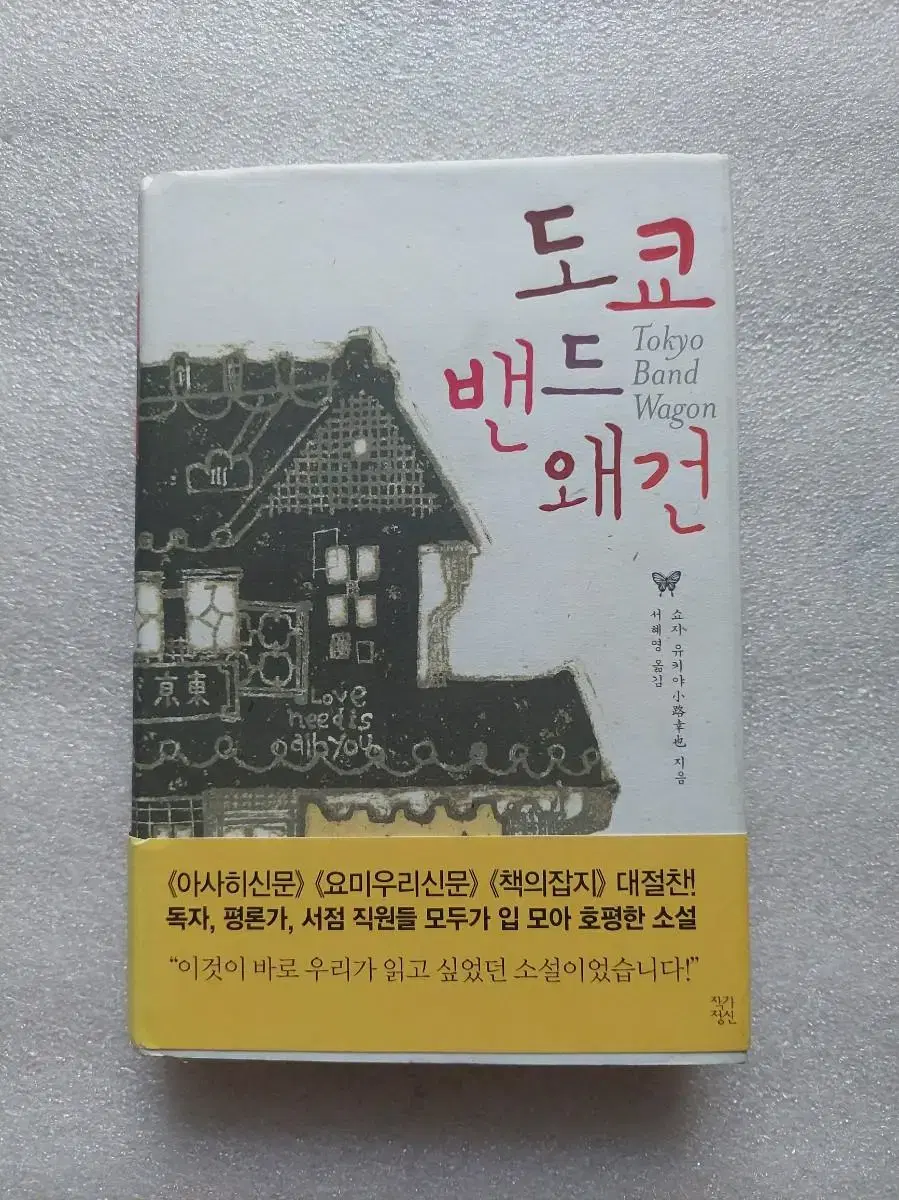 도쿄
밴드
왜건
Tokyo
Band
Wagon
쇼지 유키야 小路幸也 지음
서혜영 옮김
III
東京
Love
need is
all you
《아사히신문》 《요미우리신문》 《책의잡지》 대절찬!
독자, 평론가, 서점 직원들 모두가 입 모아 호평한 소설
“이것이 바로 우리가 읽고 싶었던 소설이었습니다!”
작가
정신